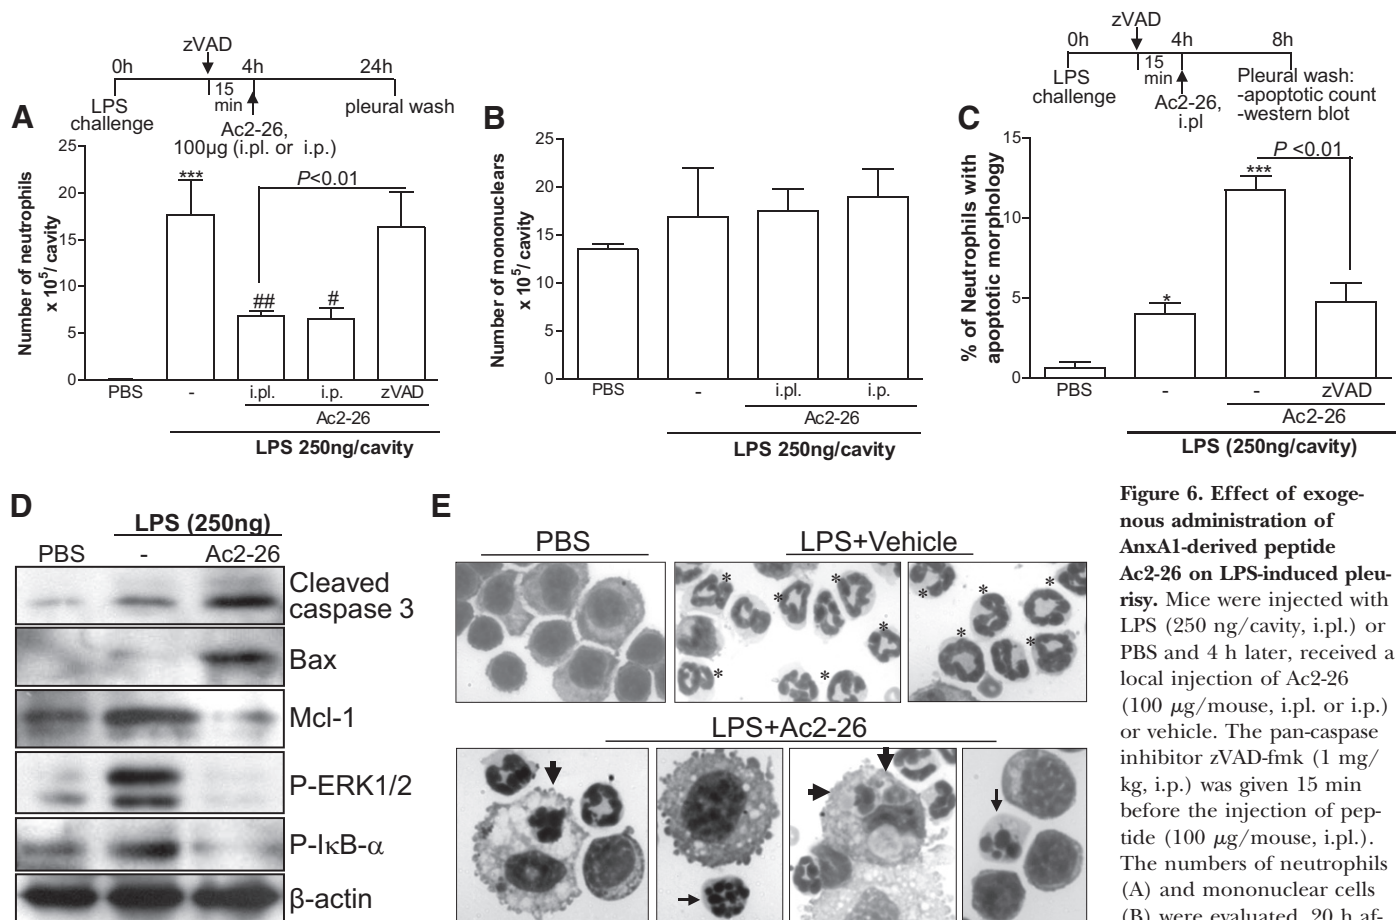 zVAD
0h 4h 24h
15
min
LPS
challenge
pleural wash
Ac2-26,
100µg (i.pl. or i.p.)
A
Number of neutrophils
x 10⁵/ cavity
25
20
15
10
5
0
***
##
#
P<0.01
PBS - i.pl. i.p. zVAD
Ac2-26
LPS 250ng/cavity
B
Number of mononuclears
x 10⁵/ cavity
25
20
15
10
5
0
PBS - i.pl. i.p.
Ac2-26
LPS 250ng/cavity
zVAD
0h 4h 8h
15
min
LPS
challenge
Ac2-26,
i.pl
Pleural wash:
-apoptotic count
-western blot
C
% of Neutrophils with
apoptotic morphology
15
10
5
0
*
***
P <0.01
PBS - - zVAD
Ac2-26
LPS (250ng/cavity)
D
LPS (250ng)
PBS - Ac2-26
Cleaved
caspase 3
Bax
Mcl-1
P-ERK1/2
P-IκB-α
β-actin
E
PBS LPS+Vehicle
* * * * * *
* * * * *
LPS+Ac2-26
Figure 6. Effect of exoge-
nous administration of
AnxA1-derived peptide
Ac2-26 on LPS-induced pleu-
risy. Mice were injected with
LPS (250 ng/cavity, i.pl.) or
PBS and 4 h later, received a
local injection of Ac2-26
(100 µg/mouse, i.pl. or i.p.)
or vehicle. The pan-caspase
inhibitor zVAD-fmk (1 mg/
kg, i.p.) was given 15 min
before the injection of pep-
tide (100 µg/mouse, i.pl.).
The numbers of neutrophils
(A) and mononuclear cells
(B) were evaluated, 20 h af-